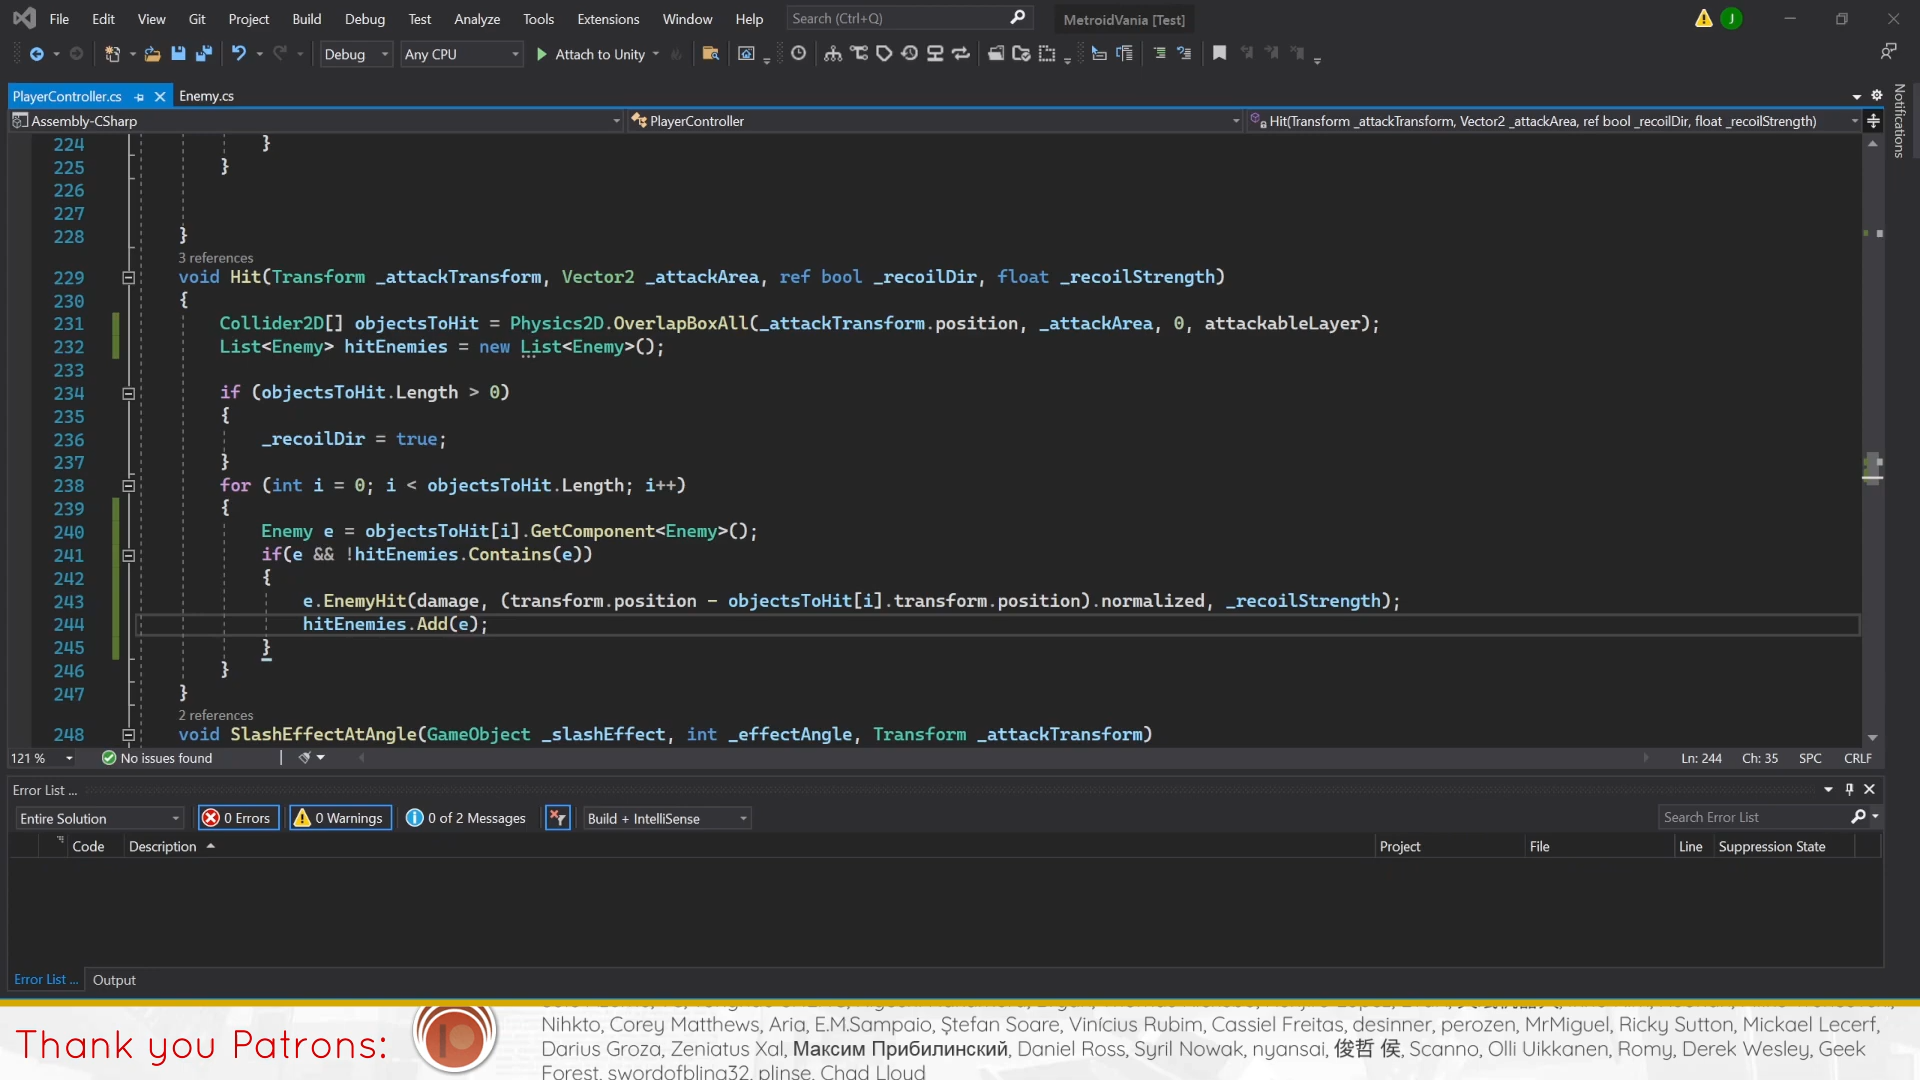 File Edit View Git Project Build Debug Test Analyze Tools Extensions Window Help Search (Ctrl+Q) MetroidVania [Test] J
Debug Any CPU Attach to Unity
PlayerController.cs Enemy.cs
Assembly-CSharp PlayerController Hit(Transform _attackTransform, Vector2 _attackArea, ref bool _recoilDir, float _recoilStrength)
Notifications
224 }
225 }
226
227
228 }
3 references
229 void Hit(Transform _attackTransform, Vector2 _attackArea, ref bool _recoilDir, float _recoilStrength)
230 {
231 Collider2D[] objectsToHit = Physics2D.OverlapBoxAll(_attackTransform.position, _attackArea, 0, attackableLayer);
232 List<Enemy> hitEnemies = new List<Enemy>();
233
234 if (objectsToHit.Length > 0)
235 {
236 _recoilDir = true;
237 }
238 for (int i = 0; i < objectsToHit.Length; i++)
239 {
240 Enemy e = objectsToHit[i].GetComponent<Enemy>();
241 if(e && !hitEnemies.Contains(e))
242 {
243 e.EnemyHit(damage, (transform.position - objectsToHit[i].transform.position).normalized, _recoilStrength);
244 hitEnemies.Add(e);
245 }
246 }
247 }
2 references
248 void SlashEffectAtAngle(GameObject _slashEffect, int _effectAngle, Transform _attackTransform)
121 % No issues found Ln: 244 Ch: 35 SPC CRLF
Error List ...
Entire Solution 0 Errors 0 Warnings 0 of 2 Messages Build + IntelliSense Search Error List
Code Description Project File Line Suppression State
Error List ... Output
Thank you Patrons:
Nihkto, Corey Matthews, Aria, E.M.Sampaio, Ştefan Soare, Vinícius Rubim, Cassiel Freitas, desinner, perozen, MrMiguel, Ricky Sutton, Mickael Lecerf,
Darius Groza, Zeniatus Xal, Максим Прибилинский, Daniel Ross, Syril Nowak, nyansai, 俊哲 侯, Scanno, Olli Uikkanen, Romy, Derek Wesley, Geek
Forest, swordofbling32, plinse, Chad Lloud